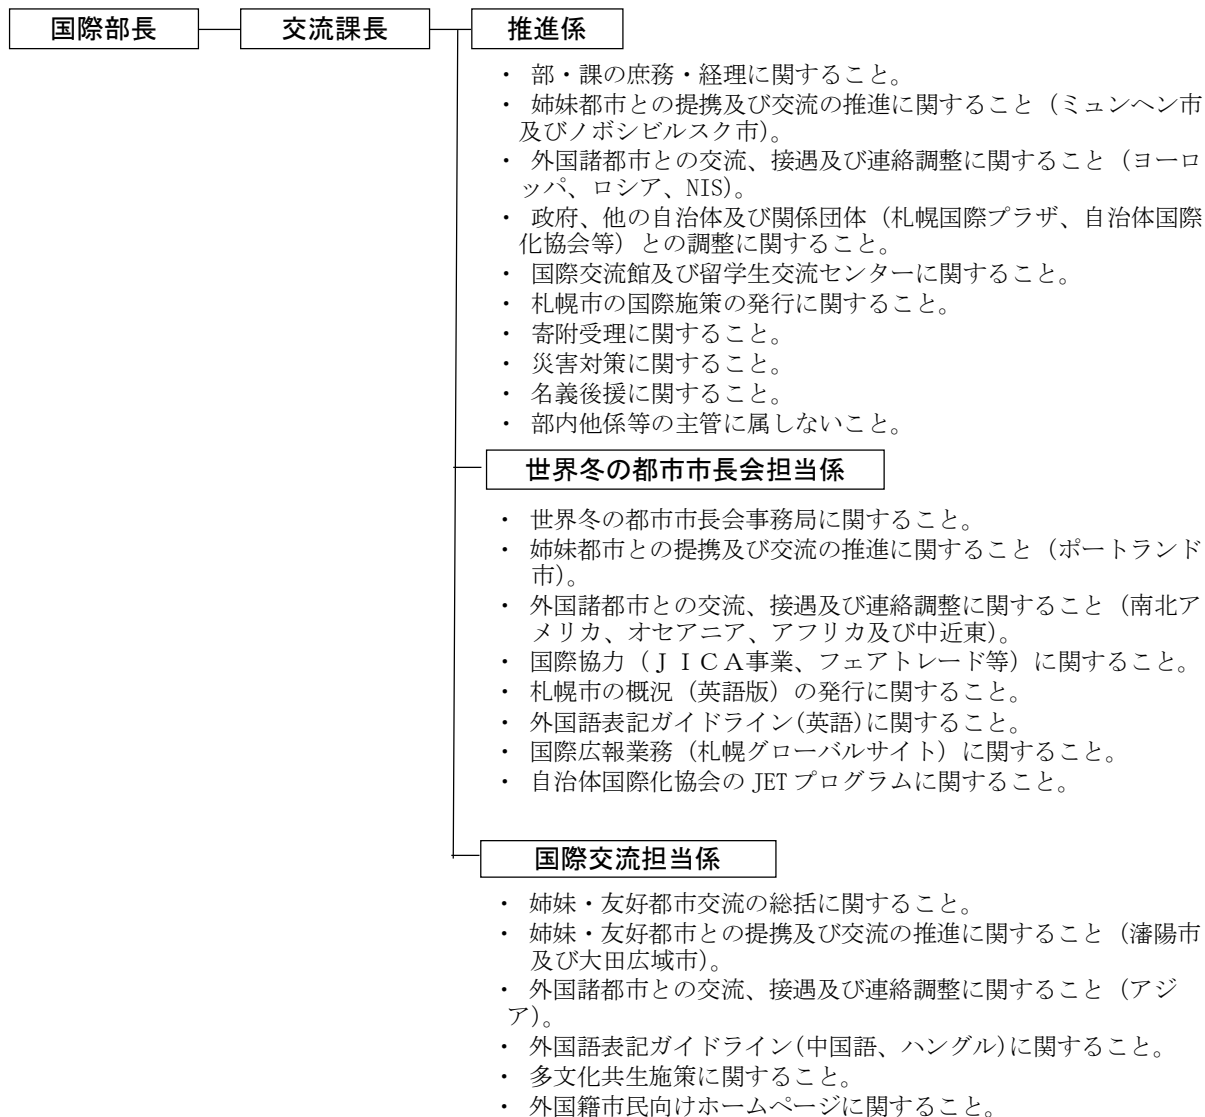 国際部長 交流課長 推進係
・ 部・課の庶務・経理に関すること。
・ 姉妹都市との提携及び交流の推進に関すること（ミュンヘン市
及びノボシビルスク市）。
・ 外国諸都市との交流、接遇及び連絡調整に関すること（ヨーロ
ッパ、ロシア、NIS）。
・ 政府、他の自治体及び関係団体（札幌国際プラザ、自治体国際
化協会等）との調整に関すること。
・ 国際交流館及び留学生交流センターに関すること。
・ 札幌市の国際施策の発行に関すること。
・ 寄附受理に関すること。
・ 災害対策に関すること。
・ 名義後援に関すること。
・ 部内他係等の主管に属しないこと。
世界冬の都市市長会担当係
・ 世界冬の都市市長会事務局に関すること。
・ 姉妹都市との提携及び交流の推進に関すること（ポートランド
市）。
・ 外国諸都市との交流、接遇及び連絡調整に関すること（南北ア
メリカ、オセアニア、アフリカ及び中近東）。
・ 国際協力（ＪＩＣＡ事業、フェアトレード等）に関すること。
・ 札幌市の概況（英語版）の発行に関すること。
・ 外国語表記ガイドライン(英語)に関すること。
・ 国際広報業務（札幌グローバルサイト）に関すること。
・ 自治体国際化協会の JET プログラムに関すること。
国際交流担当係
・ 姉妹・友好都市交流の総括に関すること。
・ 姉妹・友好都市との提携及び交流の推進に関すること（瀋陽市
及び大田広域市）。
・ 外国諸都市との交流、接遇及び連絡調整に関すること（アジ
ア）。
・ 外国語表記ガイドライン(中国語、ハングル)に関すること。
・ 多文化共生施策に関すること。
・ 外国籍市民向けホームページに関すること。